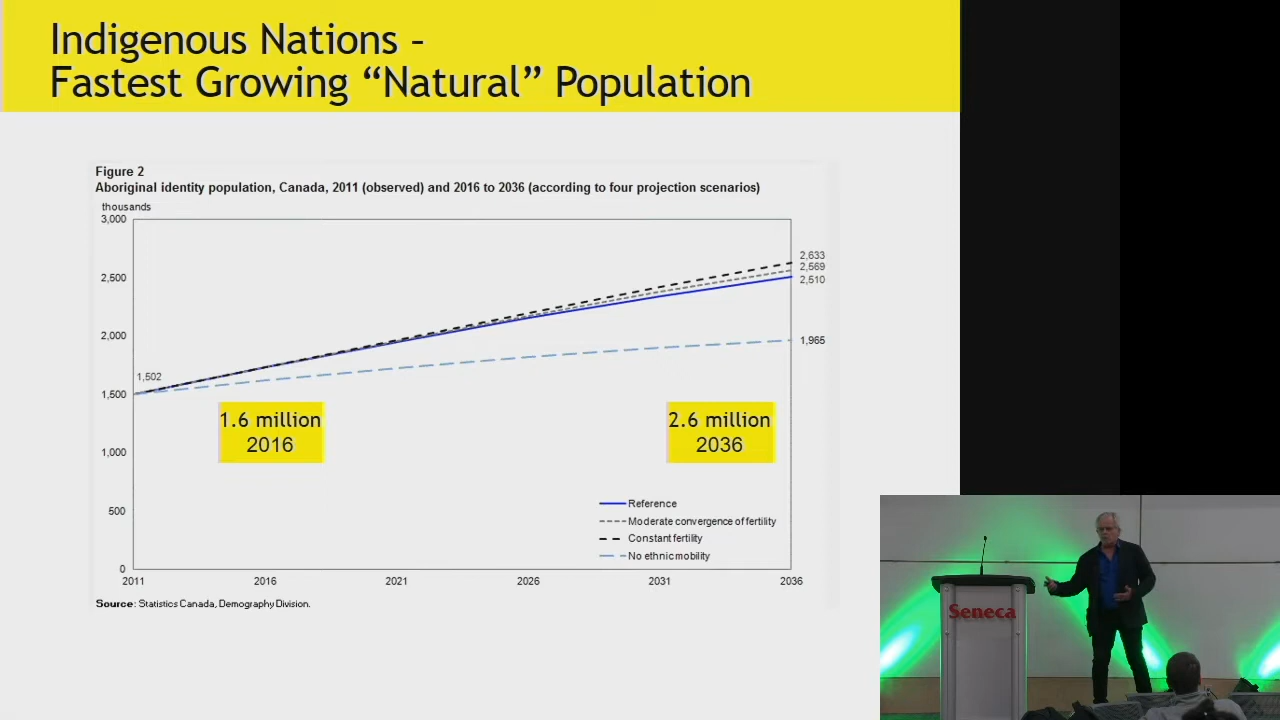 Indigenous Nations –
Fastest Growing “Natural” Population
Figure 2
Aboriginal identity population, Canada, 2011 (observed) and 2016 to 2036 (according to four projection scenarios)
thousands
3,000
2,500
2,000
1,500
1,000
500
0
1,502
2,633
2,569
2,510
1,965
1.6 million
2016
2.6 million
2036
Reference
Moderate convergence of fertility
Constant fertility
No ethnic mobility
2011 2016 2021 2026 2031 2036
Source: Statistics Canada, Demography Division.
Seneca